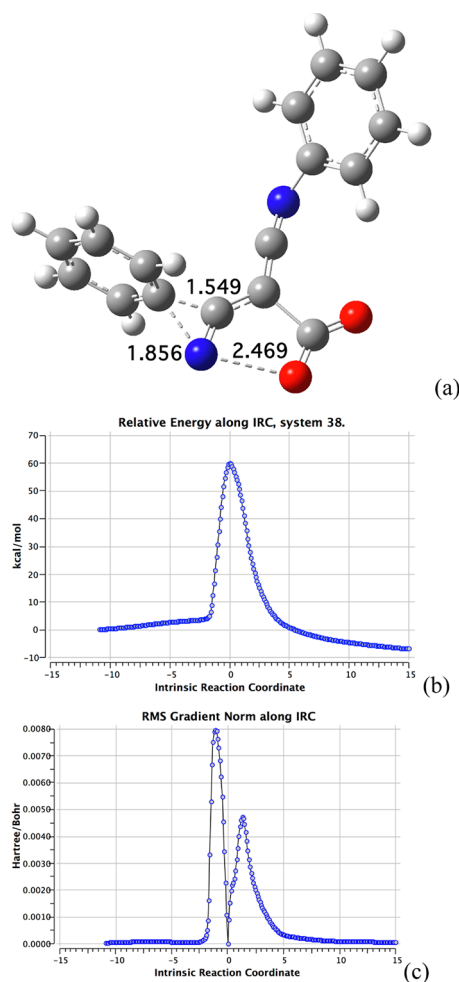 1.549
1.856
2.469
(a)
Relative Energy along IRC, system 38.
70
60
50
40
30
20
10
0
-10
kcal/mol
-15 -10 -5 0 5 10 15
Intrinsic Reaction Coordinate
(b)
RMS Gradient Norm along IRC
0.0080
0.0070
0.0060
0.0050
0.0040
0.0030
0.0020
0.0010
0.0000
Hartree/Bohr
-15 -10 -5 0 5 10 15
Intrinsic Reaction Coordinate
(c)